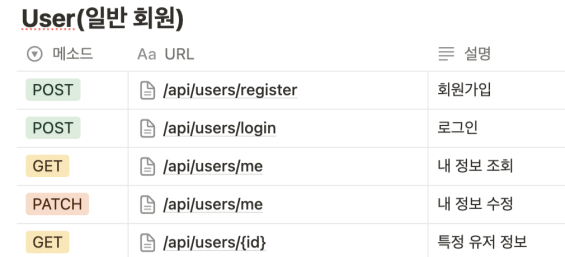 User(일반 회원)
메소드 Aa URL 설명
POST /api/users/register 회원가입
POST /api/users/login 로그인
GET /api/users/me 내 정보 조회
PATCH /api/users/me 내 정보 수정
GET /api/users/{id} 특정 유저 정보